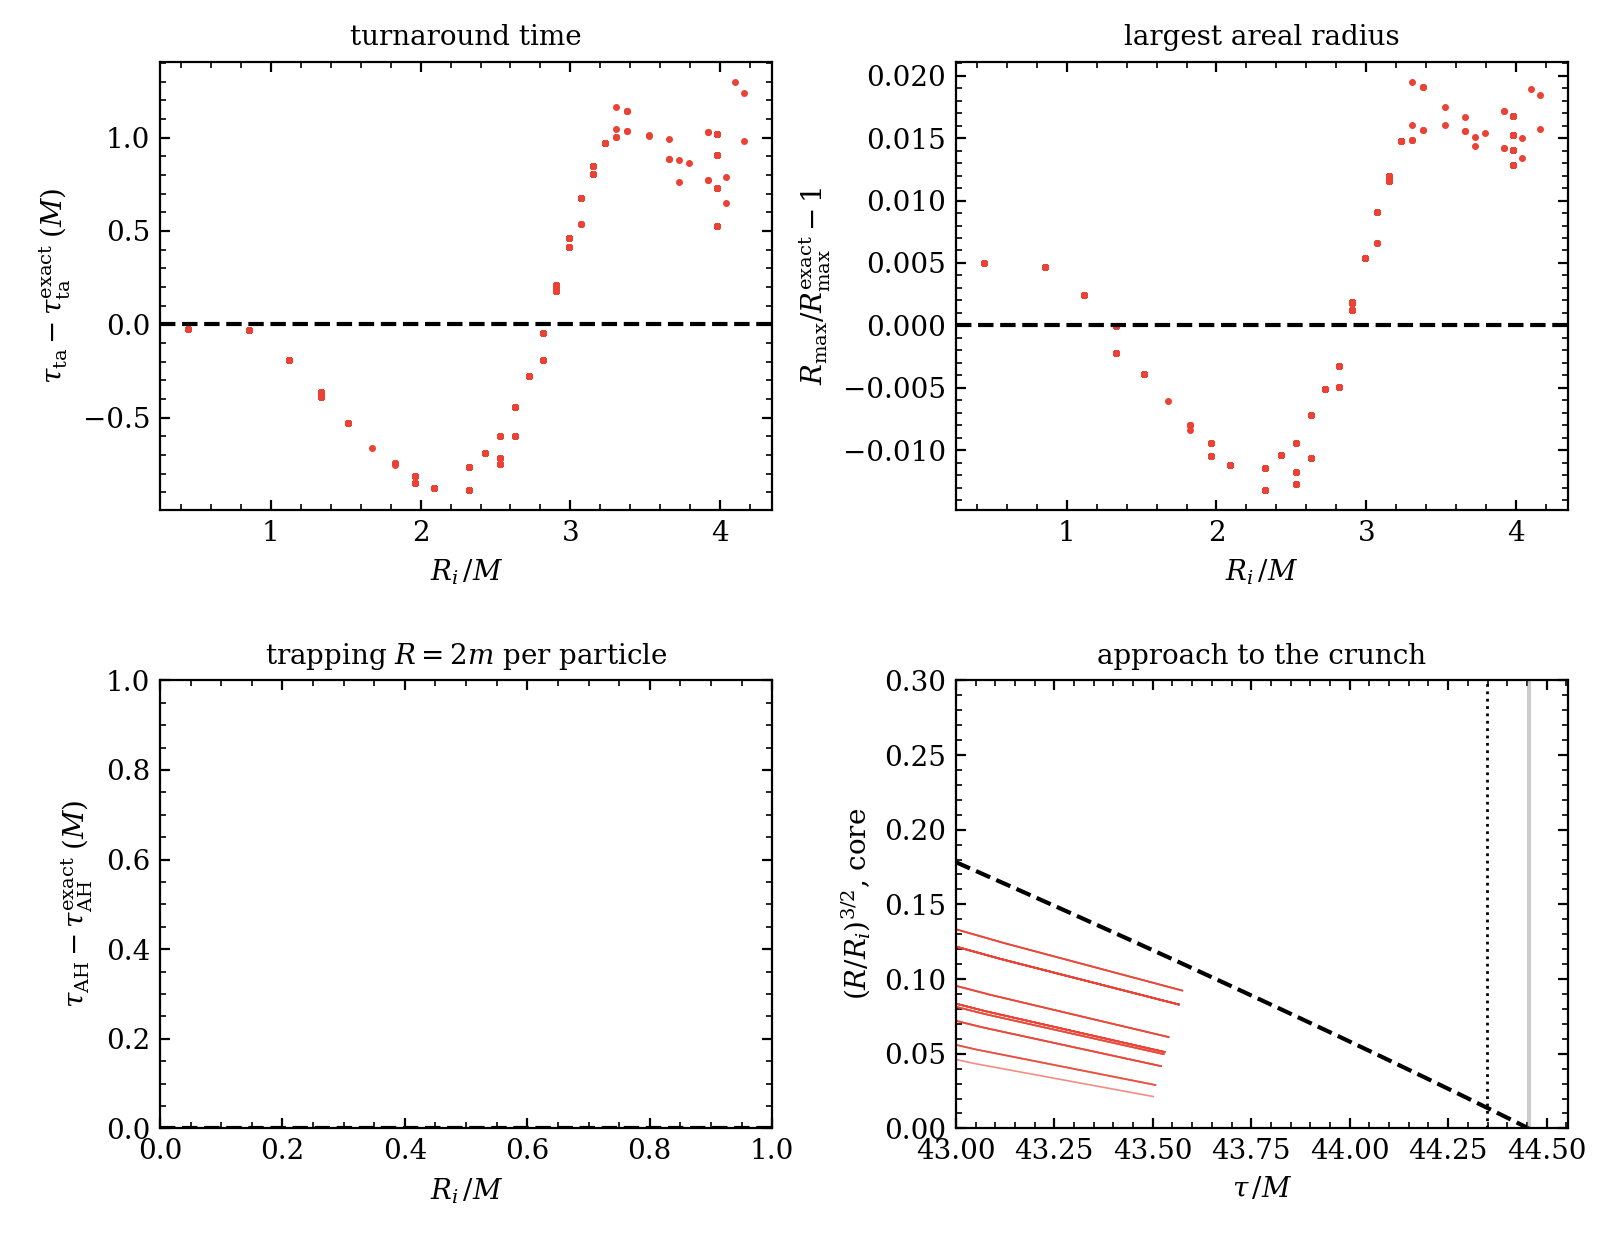 turnaround time
τ_ta − τ_ta^exact (M)
1.0
0.5
0.0
−0.5
1 2 3 4
R_i/M
largest areal radius
R_max/R_max^exact − 1
0.020
0.015
0.010
0.005
0.000
−0.005
−0.010
1 2 3 4
R_i/M
trapping R = 2m per particle
τ_AH − τ_AH^exact (M)
1.0
0.8
0.6
0.4
0.2
0.0
0.0 0.2 0.4 0.6 0.8 1.0
R_i/M
approach to the crunch
(R/R_i)^3/2, core
0.30
0.25
0.20
0.15
0.10
0.05
0.00
43.00 43.25 43.50 43.75 44.00 44.25 44.50
τ/M